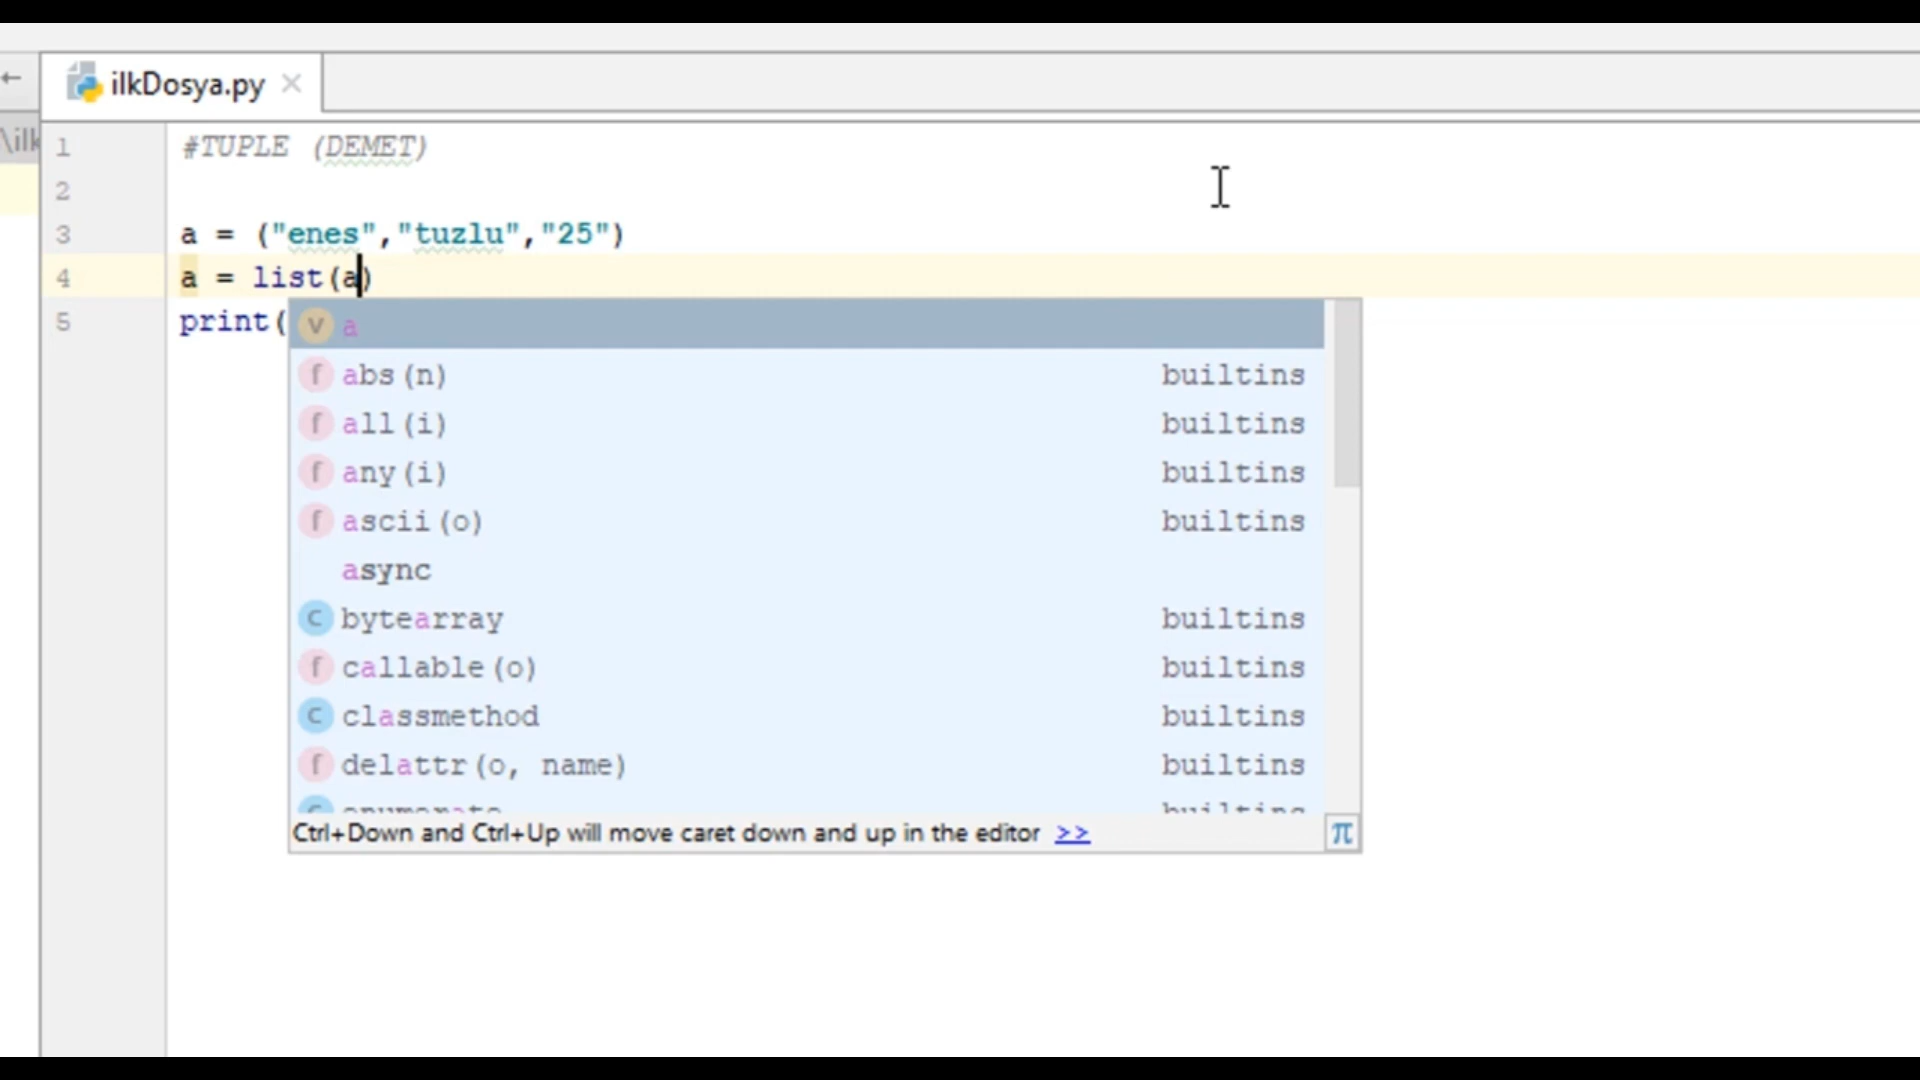 ilkDosya.py
\ilk
1 #TUPLE (DEMET)
2
3 a = ("enes","tuzlu","25")
4 a = list(a)
5 print(
v a
f abs(n) builtins
f all(i) builtins
f any(i) builtins
f ascii(o) builtins
async
c bytearray builtins
f callable(o) builtins
c classmethod builtins
f delattr(o, name) builtins
Ctrl+Down and Ctrl+Up will move caret down and up in the editor >> π